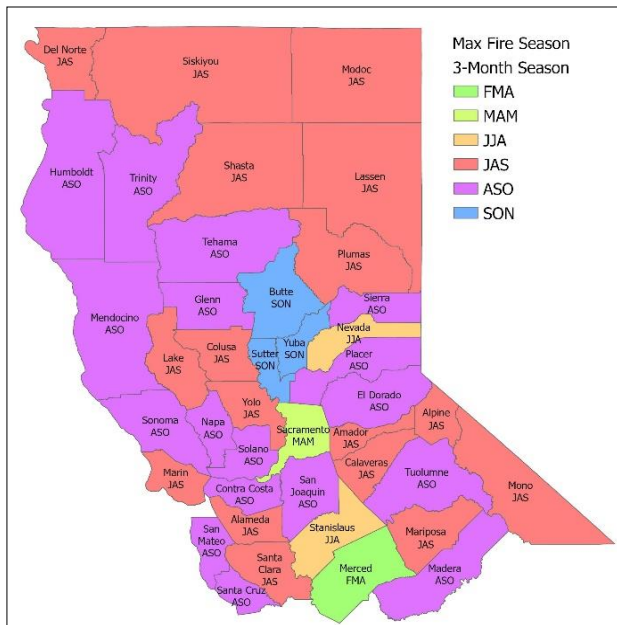 Max Fire Season
3-Month Season
FMA
MAM
JJA
JAS
ASO
SON
Del Norte
JAS
Siskiyou
JAS
Modoc
JAS
Humboldt
ASO
Trinity
ASO
Shasta
JAS
Lassen
JAS
Tehama
ASO
Plumas
JAS
Butte
SON
Glenn
ASO
Sierra
ASO
Mendocino
ASO
Nevada
JJA
Yuba
SON
Sutter
SON
Colusa
JAS
Lake
JAS
Placer
ASO
El Dorado
ASO
Yolo
JAS
Sonoma
ASO
Napa
ASO
Sacramento
MAM
Alpine
JAS
Amador
JAS
Solano
ASO
Marin
JAS
Calaveras
JAS
Tuolumne
ASO
Mono
JAS
Contra Costa
ASO
San
Joaquin
ASO
Alameda
JAS
Stanislaus
JJA
Mariposa
JAS
San
Mateo
ASO
Santa
Clara
JAS
Merced
FMA
Madera
ASO
Santa Cruz
ASO